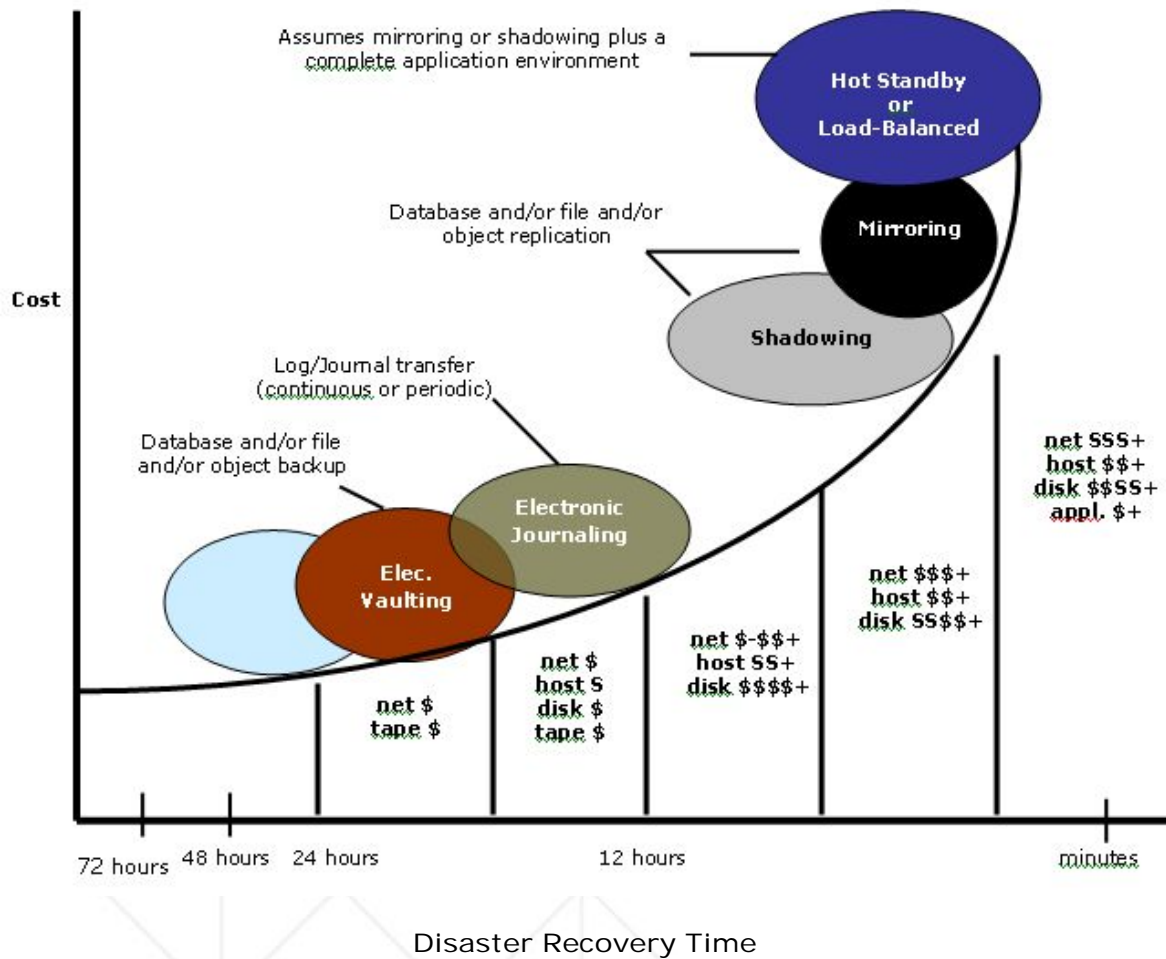 Assumes mirroring or shadowing plus a
complete application environment
Hot Standby
or
Load-Balanced
Database and/or file and/or
object replication
Mirroring
Cost
Shadowing
Log/Journal transfer
(continuous or periodic)
Database and/or file
and/or object backup
Electronic
Journaling
Elec.
Vaulting
net $
tape $
net $
host S
disk $
tape $
net $-$$+
host SS+
disk $$$$+
net $$$+
host $$+
disk SS$$+
net SSS+
host $$+
disk $$SS+
appl. $+
72 hours
48 hours
24 hours
12 hours
minutes
Disaster Recovery Time